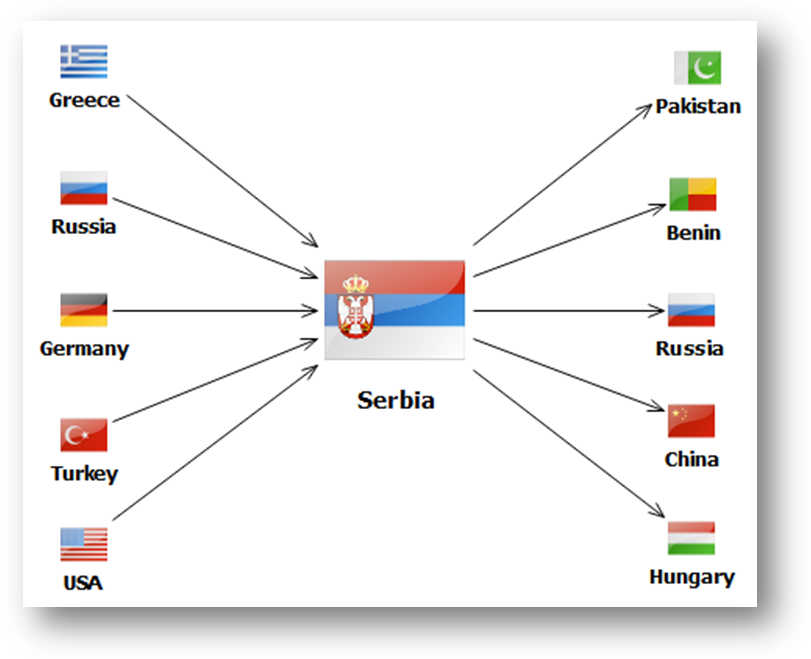 Greece
Russia
Germany
Turkey
USA
Serbia
Pakistan
Benin
Russia
China
Hungary